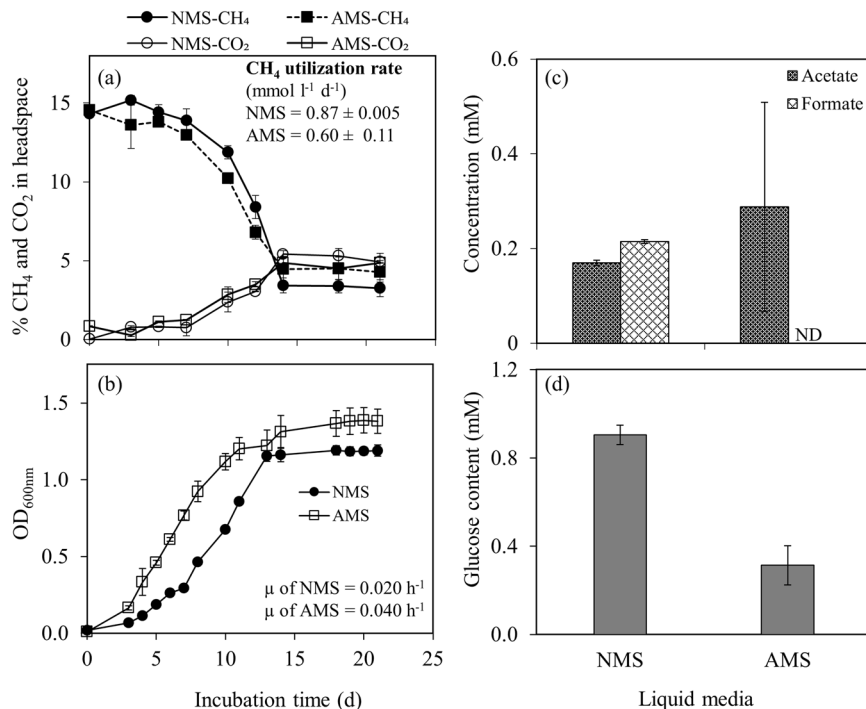 NMS-CH₄ AMS-CH₄
NMS-CO₂ AMS-CO₂
(a)
CH₄ utilization rate
(mmol l⁻¹ d⁻¹)
NMS = 0.87 ± 0.005
AMS = 0.60 ± 0.11
% CH₄ and CO₂ in headspace
15
10
5
0
(b)
OD₆₀₀nm
1.5
1.0
0.5
0.0
NMS
AMS
μ of NMS = 0.020 h⁻¹
μ of AMS = 0.040 h⁻¹
0 5 10 15 20 25
Incubation time (d)
(c)
Acetate
Formate
Concentration (mM)
0.6
0.4
0.2
0
ND
(d)
Glucose content (mM)
1.2
0.8
0.4
0.0
NMS AMS
Liquid media